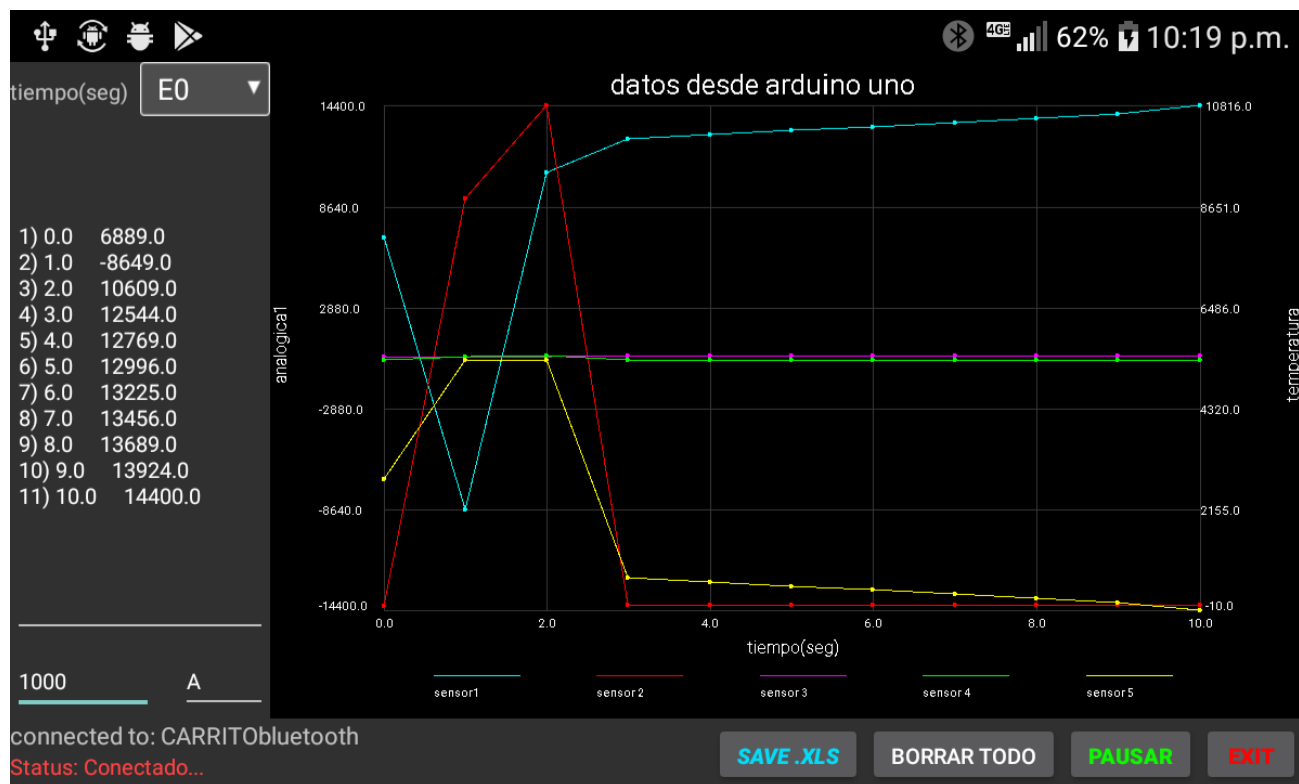 4G 62% 10:19 p.m.
tiempo(seg) E0
1) 0.0 6889.0
2) 1.0 -8649.0
3) 2.0 10609.0
4) 3.0 12544.0
5) 4.0 12769.0
6) 5.0 12996.0
7) 6.0 13225.0
8) 7.0 13456.0
9) 8.0 13689.0
10) 9.0 13924.0
11) 10.0 14400.0
1000 A
datos desde arduino uno
14400.0 10816.0
8640.0 8651.0
2880.0 6486.0
analogica1
temperatura
-2880.0 4320.0
-8640.0 2155.0
-14400.0 -10.0
0.0 2.0 4.0 6.0 8.0 10.0
tiempo(seg)
sensor1 sensor2 sensor3 sensor4 sensor5
connected to: CARRITObluetooth
Status: Conectado...
SAVE .XLS BORRAR TODO PAUSAR EXIT